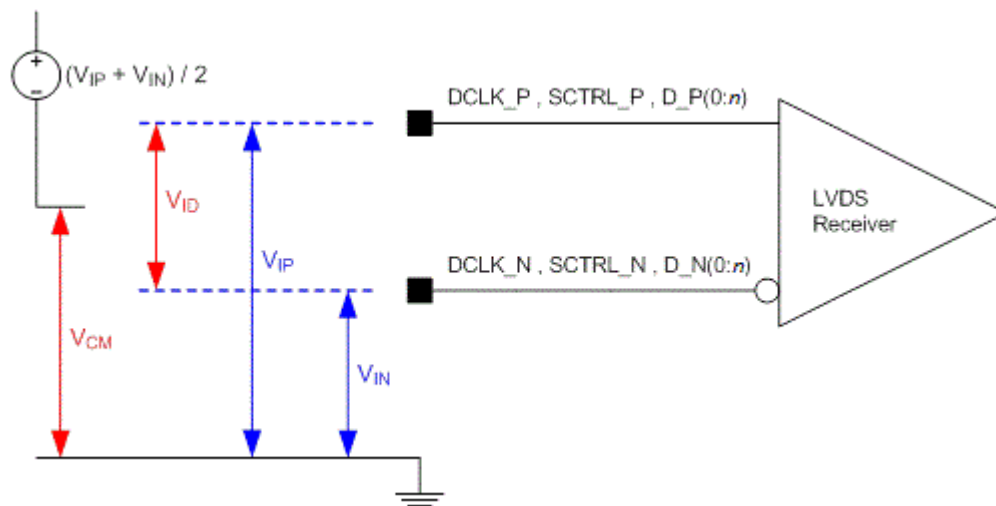 +
−
(VIP + VIN) / 2
DCLK_P , SCTRL_P , D_P(0:n)
VID
LVDS
Receiver
VIP
DCLK_N , SCTRL_N , D_N(0:n)
VCM
VIN